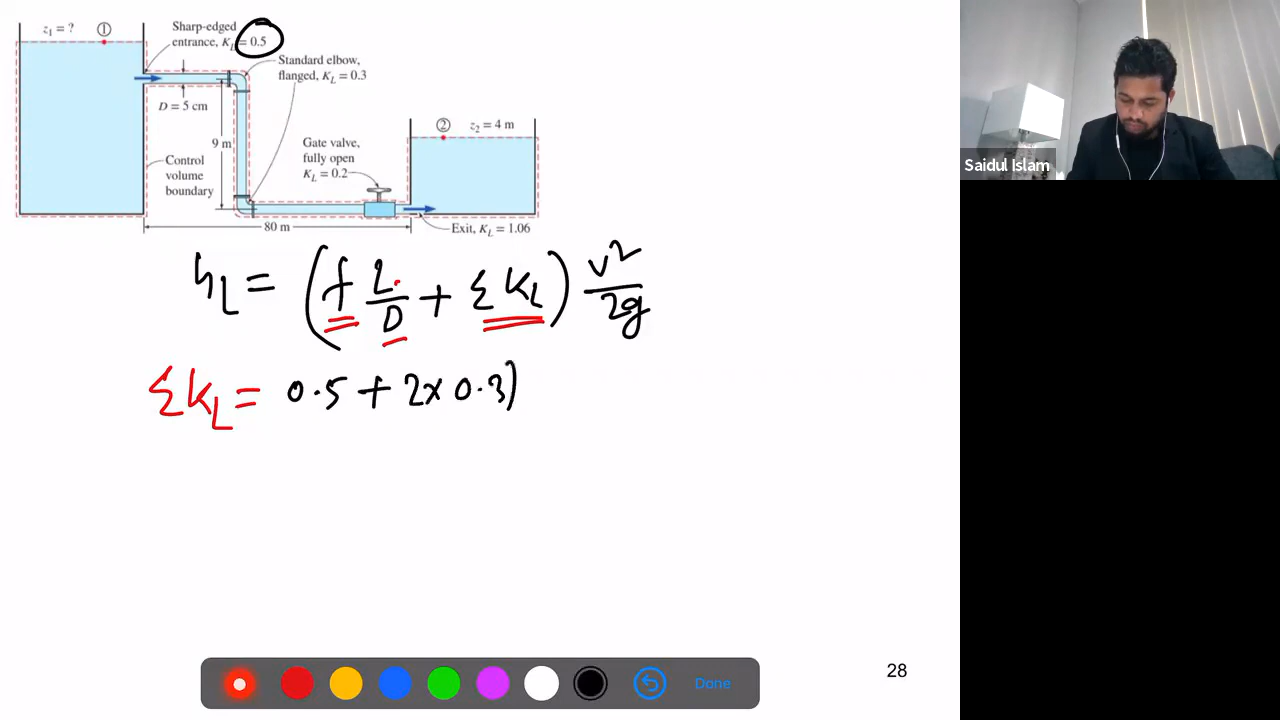 z₁ = ?
①
Sharp-edged
entrance, K_L = 0.5
Standard elbow,
flanged, K_L = 0.3
D = 5 cm
9 m
Control
volume
boundary
Gate valve,
fully open
K_L = 0.2
② z₂ = 4 m
80 m
Exit, K_L = 1.06
h_L = (f L/D + Σ K_L) V²/2g
ΣK_L = 0.5 + 2 × 0.3)
Saidul Islam
28
Done